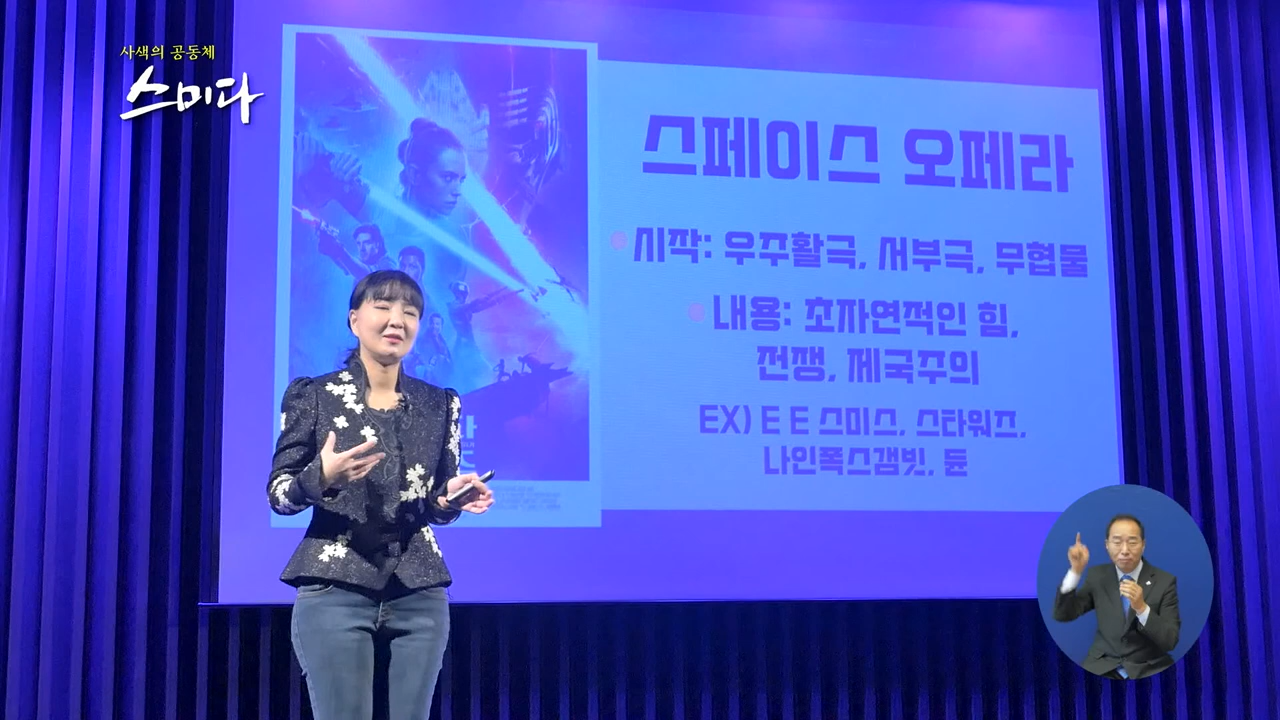 사색의 공동체
스미다
스페이스 오페라
시작: 우주활극, 서부극, 무협물
내용: 초자연적인 힘,
전쟁, 제국주의
EX) E E 스미스, 스타워즈,
나인폭스갬빗, 듄